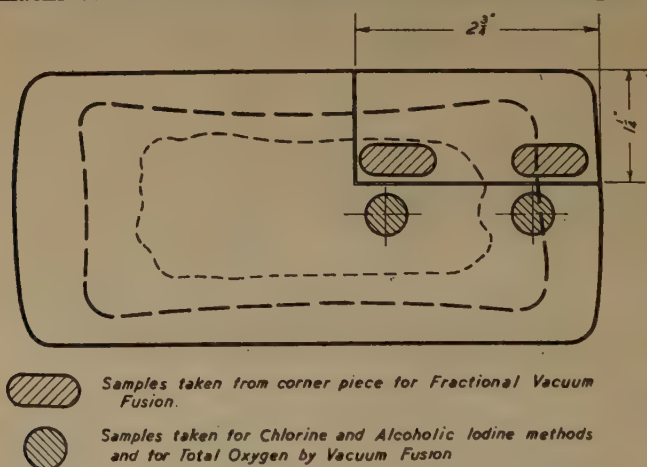 2¾"
1¼"
Samples taken from corner piece for Fractional Vacuum
Fusion.
Samples taken for Chlorine and Alcoholic Iodine methods
and for Total Oxygen by Vacuum Fusion